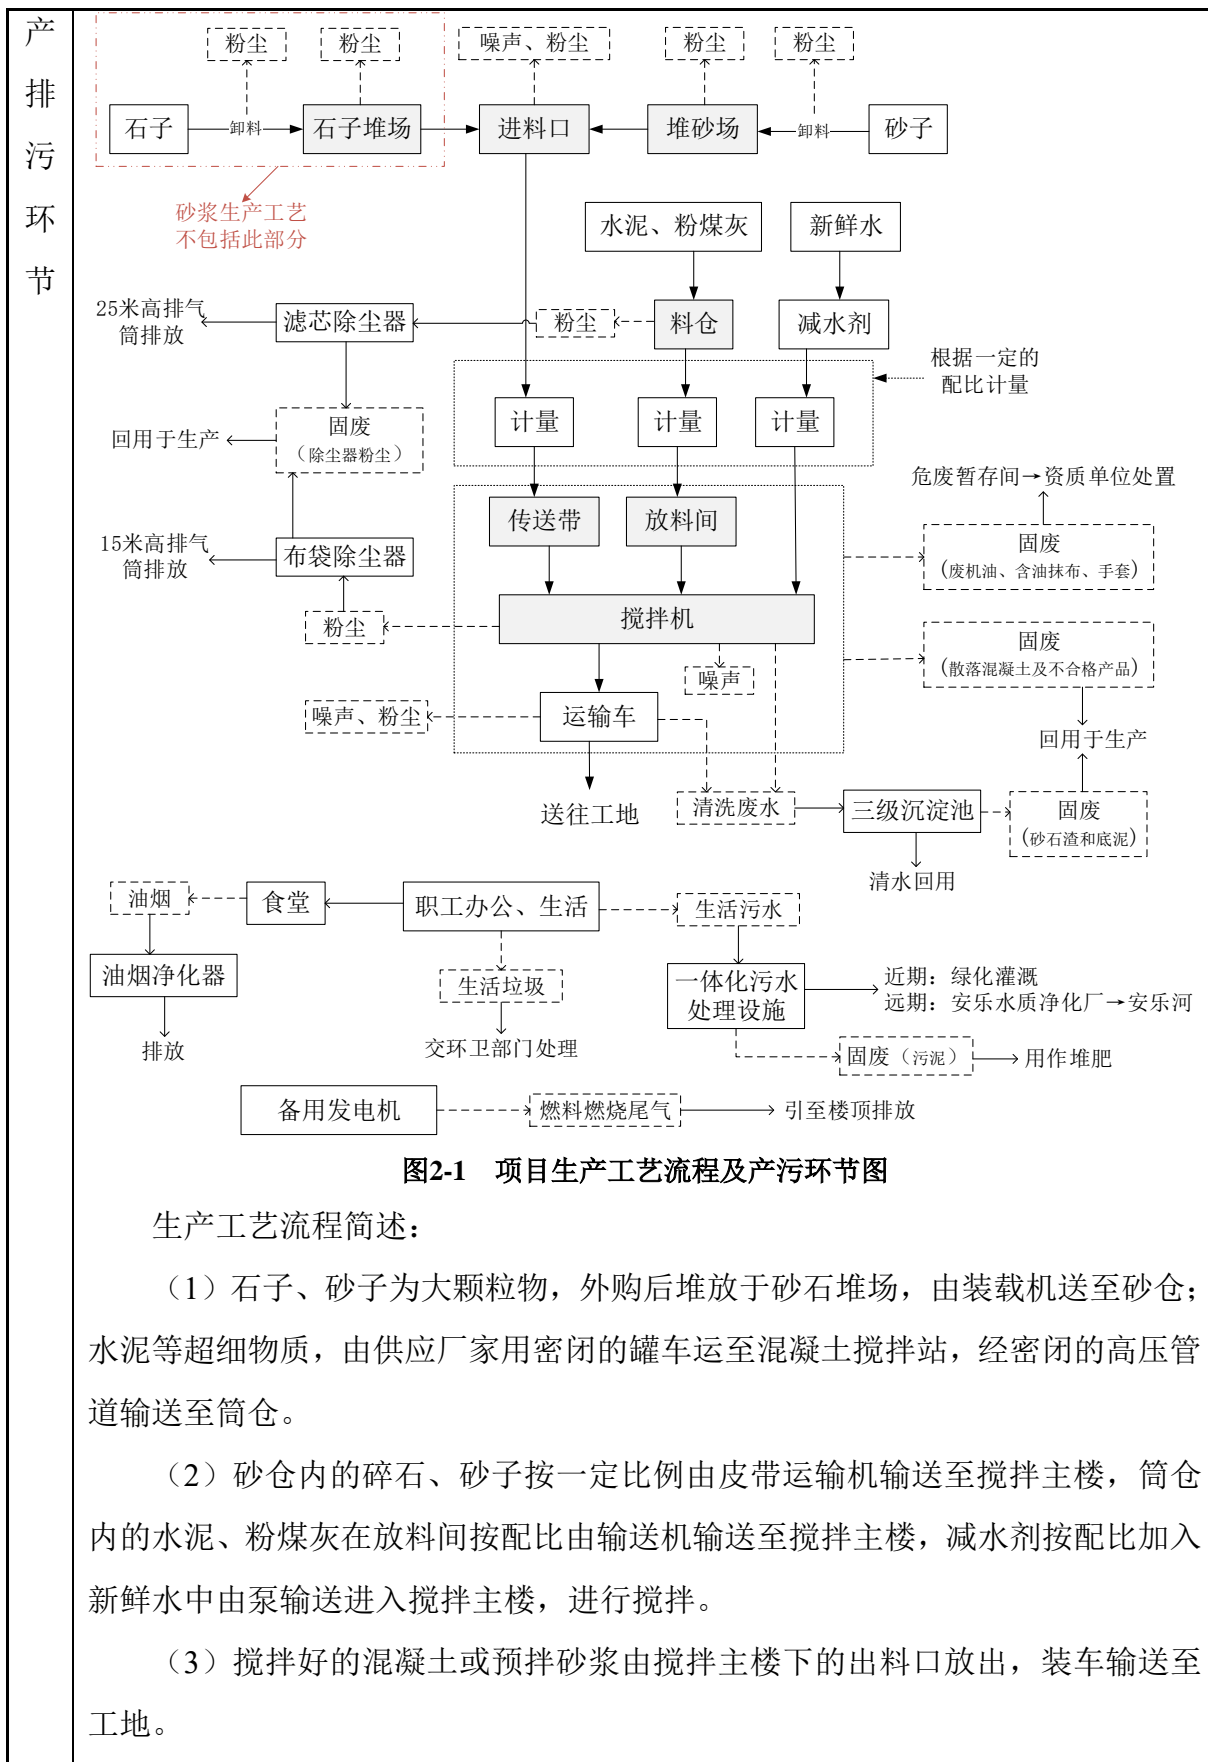 产
排
污
环
节
粉尘
粉尘
噪声、粉尘
粉尘
粉尘
石子
卸料
石子堆场
进料口
堆砂场
卸料
砂子
砂浆生产工艺
不包括此部分
水泥、粉煤灰
新鲜水
25米高排气
筒排放
滤芯除尘器
粉尘
料仓
减水剂
根据一定的
配比计量
计量
计量
计量
固废
（除尘器粉尘）
回用于生产
传送带
放料间
危废暂存间→资质单位处置
固废
(废机油、含油抹布、手套)
15米高排气
筒排放
布袋除尘器
粉尘
搅拌机
噪声
固废
(散落混凝土及不合格产品)
噪声、粉尘
运输车
回用于生产
送往工地
清洗废水
三级沉淀池
固废
(砂石渣和底泥)
清水回用
油烟
食堂
职工办公、生活
生活污水
油烟净化器
生活垃圾
一体化污水
处理设施
近期：绿化灌溉
远期：安乐水质净化厂→安乐河
排放
交环卫部门处理
固废（污泥）
用作堆肥
备用发电机
燃料燃烧尾气
引至楼顶排放
图2-1 项目生产工艺流程及产污环节图
生产工艺流程简述：
（1）石子、砂子为大颗粒物，外购后堆放于砂石堆场，由装载机送至砂仓；
水泥等超细物质，由供应厂家用密闭的罐车运至混凝土搅拌站，经密闭的高压管
道输送至筒仓。
（2）砂仓内的碎石、砂子按一定比例由皮带运输机输送至搅拌主楼，筒仓
内的水泥、粉煤灰在放料间按配比由输送机输送至搅拌主楼，减水剂按配比加入
新鲜水中由泵输送进入搅拌主楼，进行搅拌。
（3）搅拌好的混凝土或预拌砂浆由搅拌主楼下的出料口放出，装车输送至
工地。